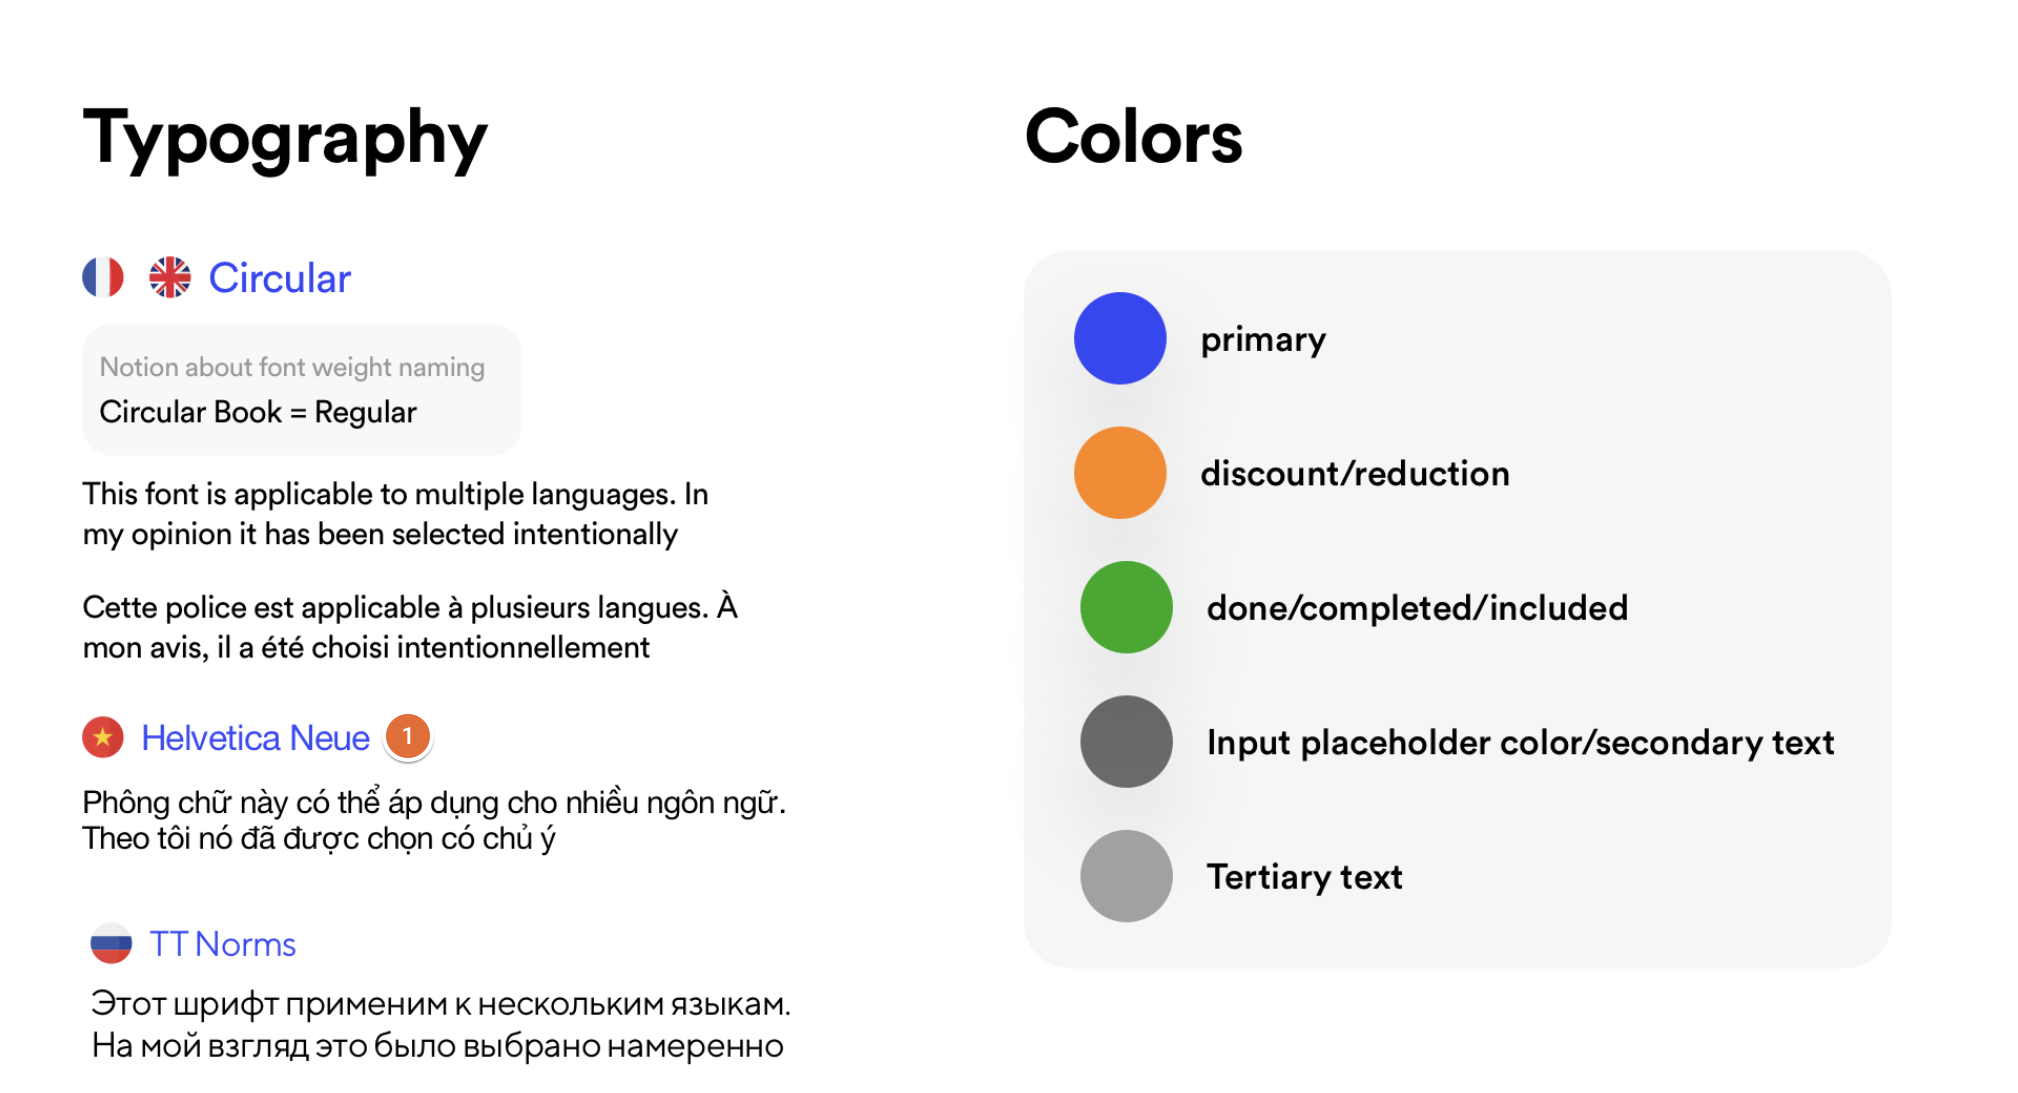 Typography
Circular
Notion about font weight naming
Circular Book = Regular
This font is applicable to multiple languages. In
my opinion it has been selected intentionally
Cette police est applicable à plusieurs langues. À
mon avis, il a été choisi intentionnellement
Helvetica Neue 1
Phông chữ này có thể áp dụng cho nhiều ngôn ngữ.
Theo tôi nó đã được chọn có chủ ý
TT Norms
Этот шрифт применим к нескольким языкам.
На мой взгляд это было выбрано намеренно
Colors
primary
discount/reduction
done/completed/included
Input placeholder color/secondary text
Tertiary text